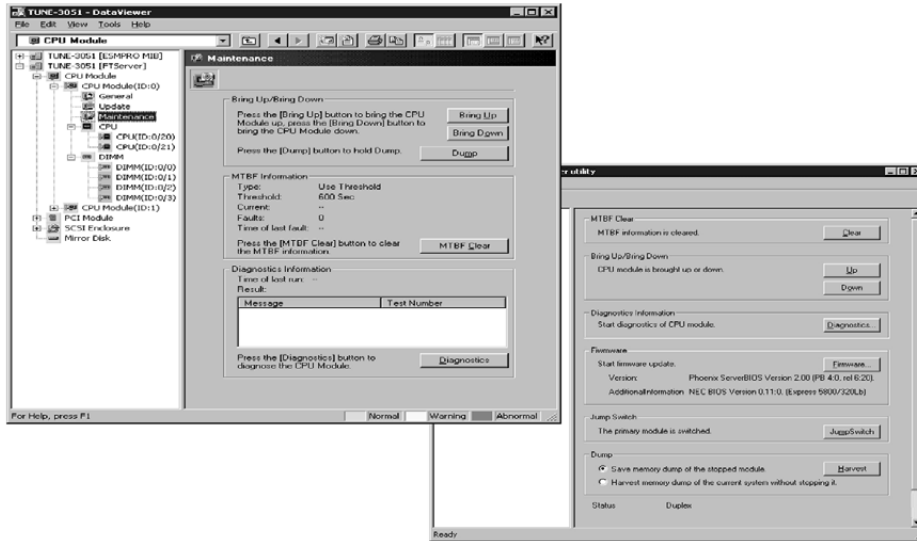 TUNE-3051 - DataViewer
File Edit View Tools Help
CPU Module
TUNE-3051 [ESMPRO MIB]
TUNE-3051 [FTServer]
CPU Module
CPU Module(ID:0)
General
Update
Maintenance
CPU
CPU(ID:0/20)
CPU(ID:0/21)
DIMM
DIMM(ID:0/0)
DIMM(ID:0/1)
DIMM(ID:0/2)
DIMM(ID:0/3)
CPU Module(ID:1)
PCI Module
SCSI Enclosure
Mirror Disk
Maintenance
Bring Up/Bring Down
Press the [Bring Up] button to bring the CPU
Module up, press the [Bring Down] button to
bring the CPU Module down.
Bring Up
Bring Down
Press the [Dump] button to hold Dump.
Dump
MTBF Information
Type: Use Threshold
Threshold: 600 Sec
Current: --
Faults: 0
Time of last fault: --
Press the [MTBF Clear] button to clear
the MTBF information.
MTBF Clear
Diagnostics Information
Time of last run: --
Result:
Message Test Number
Press the [Diagnostics] button to
diagnose the CPU Module.
Diagnostics
For Help, press F1
Normal Warning Abnormal
er utility
MTBF Clear
MTBF information is cleared.
Clear
Bring Up/Bring Down
CPU module is brought up or down.
Up
Down
Diagnostics Information
Start diagnostics of CPU module.
Diagnostics...
Firmware
Start firmware update.
Firmware...
Version: Phoenix ServerBIOS Version 2.00 (PB 4.0, rel 6.20).
AdditionalInformation NEC BIOS Version 0.11:0. (Express 5800/320Lb)
Jump Switch
The primary module is switched.
JumpSwitch
Dump
Save memory dump of the stopped module.
Harvest
Harvest memory dump of the current system without stopping it.
Status Duplex
Ready